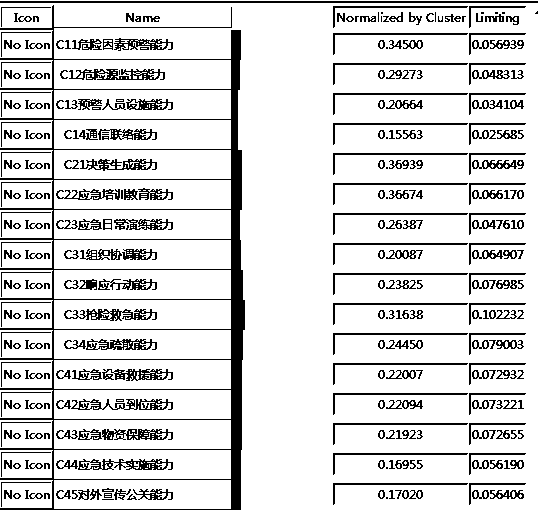 Icon Name Normalized by Cluster Limiting
No Icon C11危险因素预警能力 0.34500 0.056939
No Icon C12危险源监控能力 0.29273 0.048313
No Icon C13预警人员设施能力 0.20664 0.034104
No Icon C14通信联络能力 0.15563 0.025685
No Icon C21决策生成能力 0.36939 0.066649
No Icon C22应急培训教育能力 0.36674 0.066170
No Icon C23应急日常演练能力 0.26387 0.047610
No Icon C31组织协调能力 0.20087 0.064907
No Icon C32响应行动能力 0.23825 0.076985
No Icon C33抢险救急能力 0.31638 0.102232
No Icon C34应急疏散能力 0.24450 0.079003
No Icon C41应急设备救援能力 0.22007 0.072932
No Icon C42应急人员到位能力 0.22094 0.073221
No Icon C43应急物资保障能力 0.21923 0.072655
No Icon C44应急技术实施能力 0.16955 0.056190
No Icon C45对外宣传公关能力 0.17020 0.056406